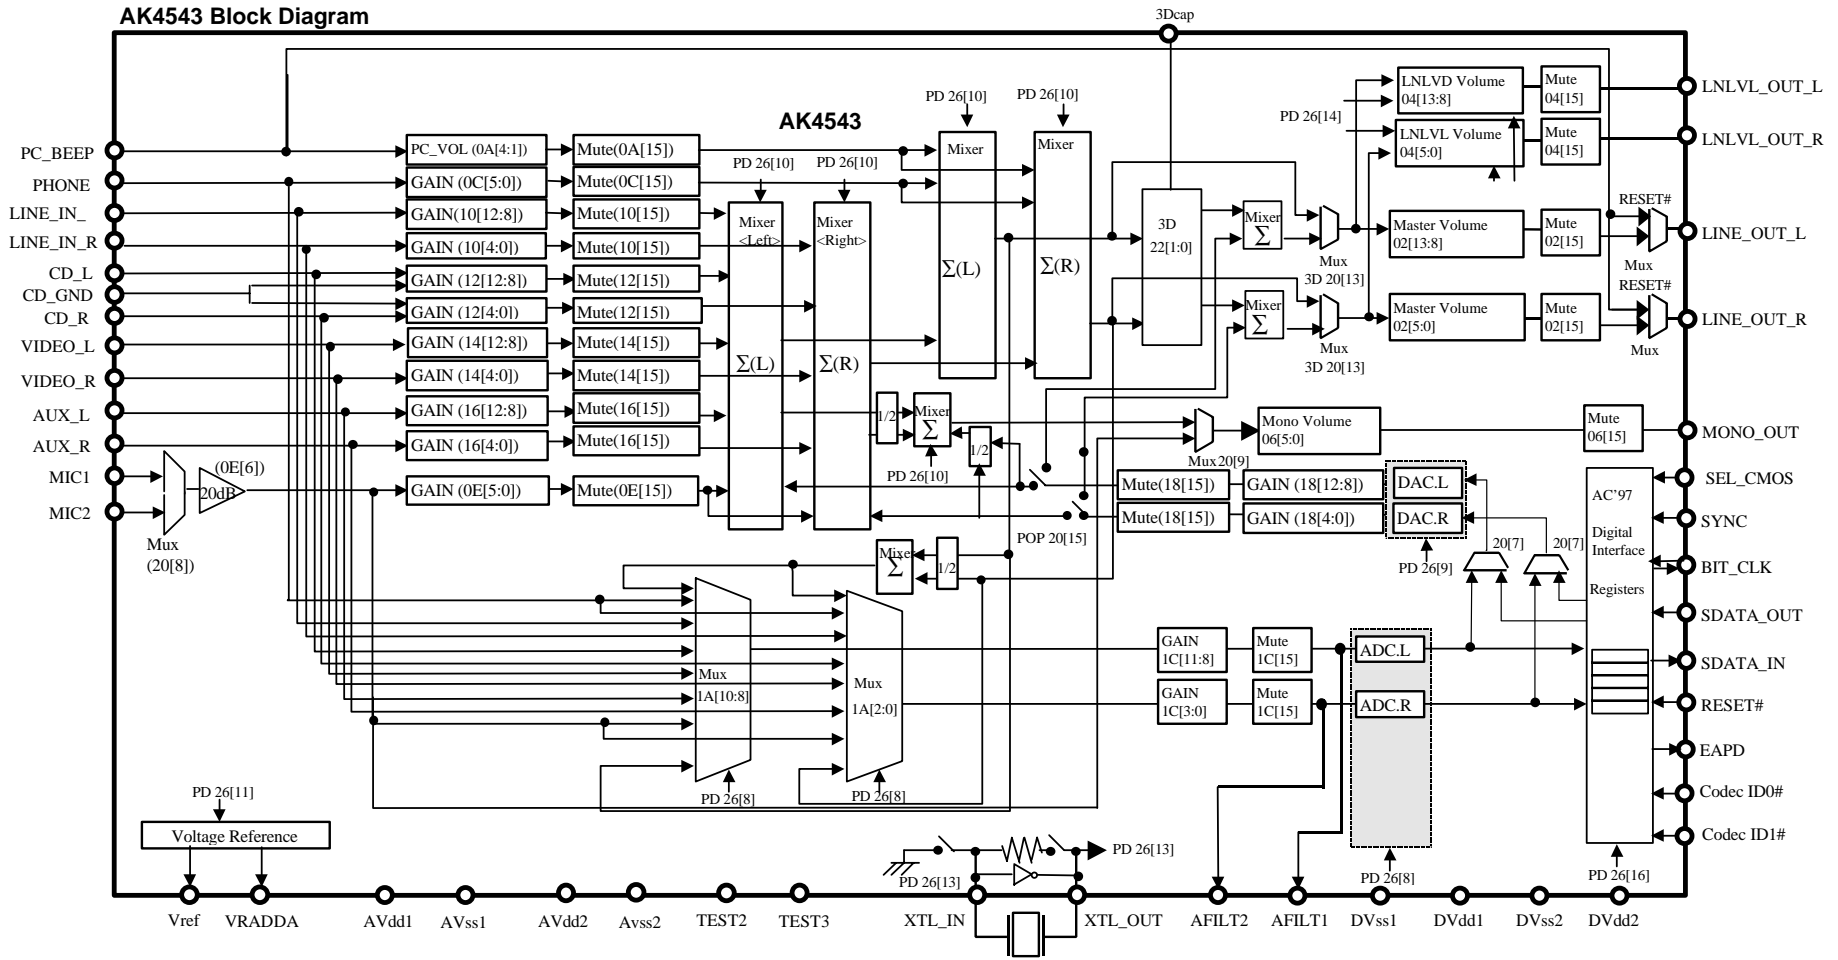 AK4543 Block Diagram
3Dcap
AK4543
PC_BEEP
PHONE
LINE_IN_
LINE_IN_R
CD_L
CD_GND
CD_R
VIDEO_L
VIDEO_R
AUX_L
AUX_R
MIC1
MIC2
Mux
(20[8])
(0E[6])
20dB
PC_VOL (0A[4:1])
Mute(0A[15])
GAIN (0C[5:0])
Mute(0C[15])
GAIN(10[12:8])
Mute(10[15])
GAIN (10[4:0])
Mute(10[15])
GAIN (12[12:8])
Mute(12[15])
GAIN (12[4:0])
Mute(12[15])
GAIN (14[12:8])
Mute(14[15])
GAIN (14[4:0])
Mute(14[15])
GAIN (16[12:8])
Mute(16[15])
GAIN (16[4:0])
Mute(16[15])
GAIN (0E[5:0])
Mute(0E[15])
PD 26[10]
PD 26[10]
Mixer
<Left>
Σ(L)
Mixer
<Right>
Σ(R)
PD 26[10]
PD 26[10]
Mixer
Σ(L)
Mixer
Σ(R)
3D
22[1:0]
Mixer
Σ
Mixer
Σ
Mux
3D 20[13]
Mux
3D 20[13]
PD 26[14]
LNLVD Volume
04[13:8]
Mute
04[15]
LNLVL Volume
04[5:0]
Mute
04[15]
Master Volume
02[13:8]
Mute
02[15]
RESET#
Mux
Master Volume
02[5:0]
Mute
02[15]
RESET#
Mux
LNLVL_OUT_L
LNLVL_OUT_R
LINE_OUT_L
LINE_OUT_R
1/2
Mixer
Σ
1/2
PD 26[10]
Mux20[9]
Mono Volume
06[5:0]
Mute
06[15]
MONO_OUT
Mute(18[15])
GAIN (18[12:8])
DAC.L
Mute(18[15])
GAIN (18[4:0])
DAC.R
POP 20[15]
PD 26[9]
20[7]
20[7]
AC'97
Digital
Interface
Registers
SEL_CMOS
SYNC
BIT_CLK
SDATA_OUT
SDATA_IN
RESET#
EAPD
Codec ID0#
Codec ID1#
Mixer
Σ
1/2
Mux
1A[10:8]
Mux
1A[2:0]
PD 26[8]
PD 26[8]
GAIN
1C[11:8]
Mute
1C[15]
ADC.L
GAIN
1C[3:0]
Mute
1C[15]
ADC.R
PD 26[11]
Voltage Reference
PD 26[13]
PD 26[13]
PD 26[8]
PD 26[16]
Vref
VRADDA
AVdd1
AVss1
AVdd2
Avss2
TEST2
TEST3
XTL_IN
XTL_OUT
AFILT2
AFILT1
DVss1
DVdd1
DVss2
DVdd2